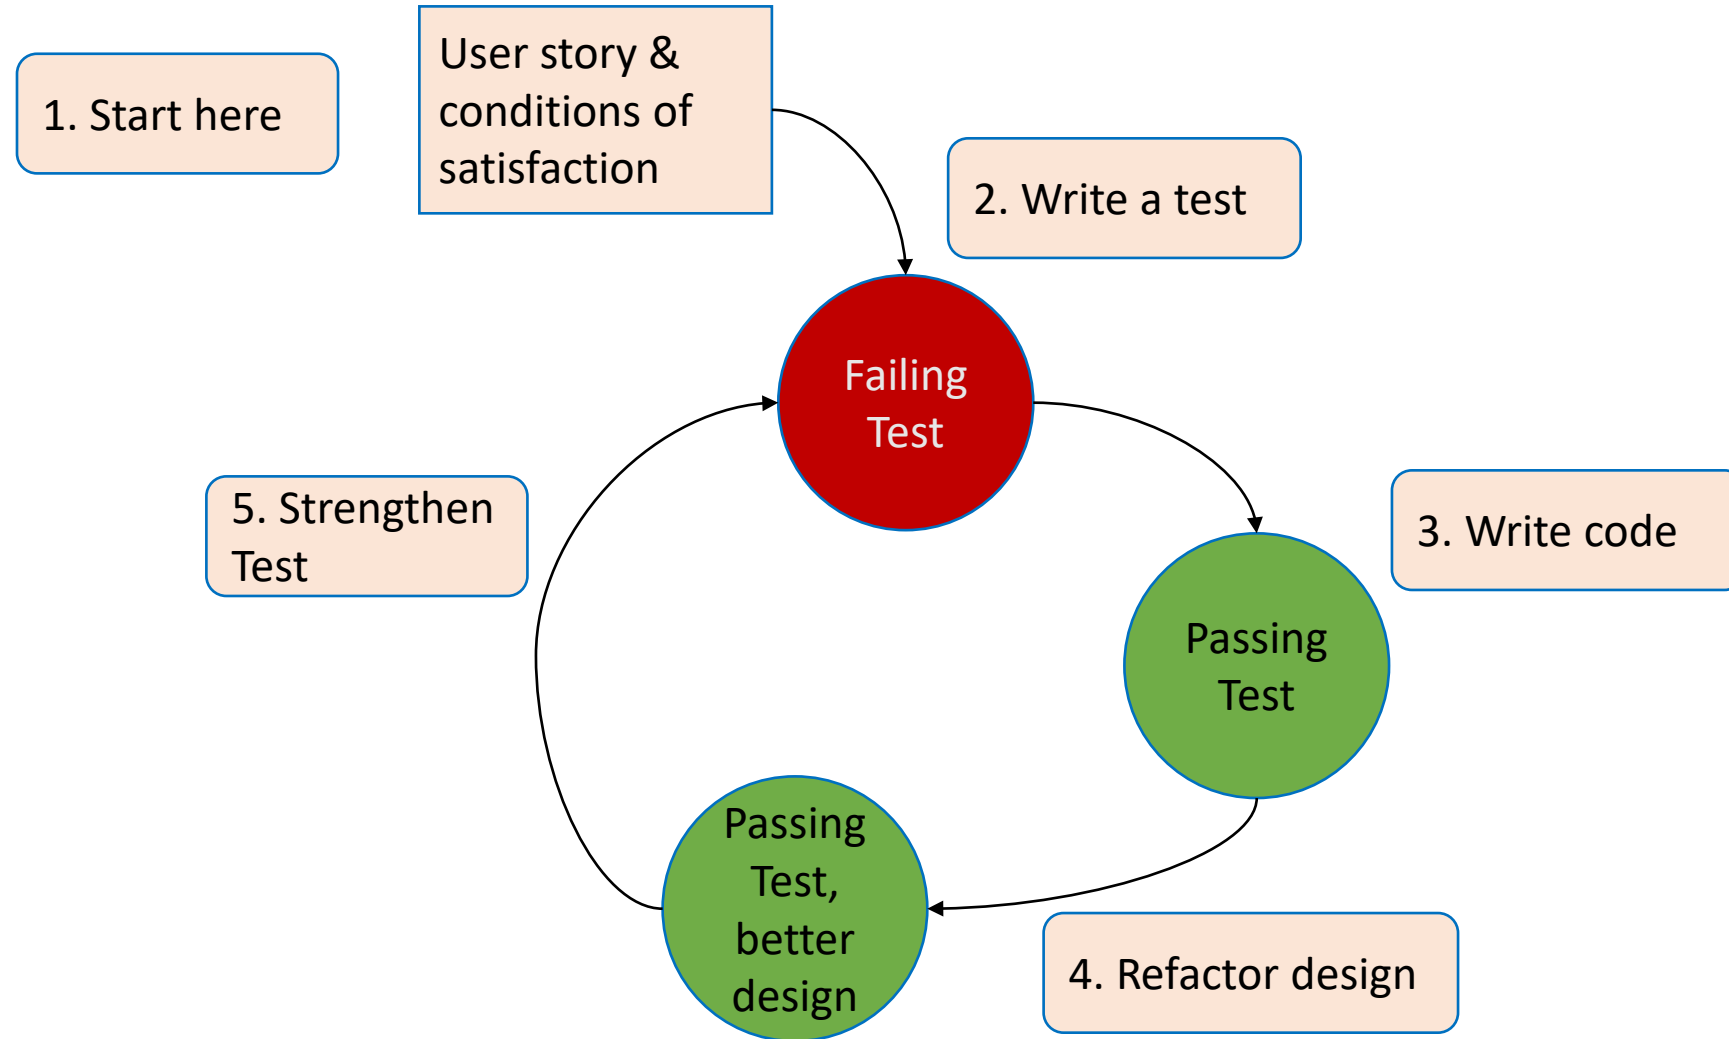 1. Start here
User story &
conditions of
satisfaction
2. Write a test
Failing
Test
5. Strengthen
Test
3. Write code
Passing
Test
Passing
Test,
better
design
4. Refactor design